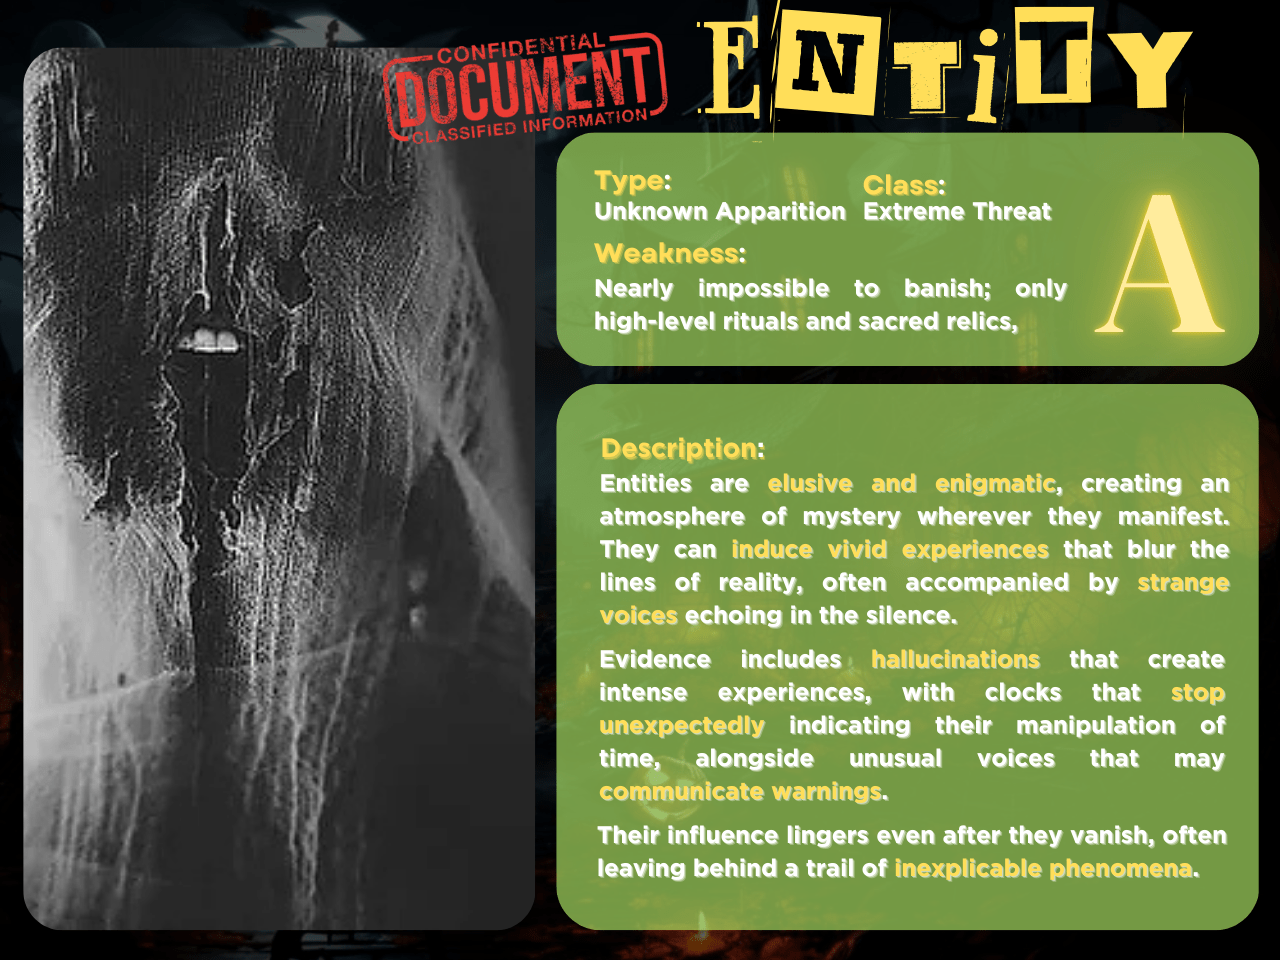 CONFIDENTIAL
DOCUMENT
CLASSIFIED INFORMATION
ENTiTY
Type:
Unknown Apparition
Class:
Extreme Threat
A
Weakness:
Nearly impossible to banish; only
high-level rituals and sacred relics,
Description:
Entities are elusive and enigmatic, creating an
atmosphere of mystery wherever they manifest.
They can induce vivid experiences that blur the
lines of reality, often accompanied by strange
voices echoing in the silence.
Evidence includes hallucinations that create
intense experiences, with clocks that stop
unexpectedly indicating their manipulation of
time, alongside unusual voices that may
communicate warnings.
Their influence lingers even after they vanish, often
leaving behind a trail of inexplicable phenomena.